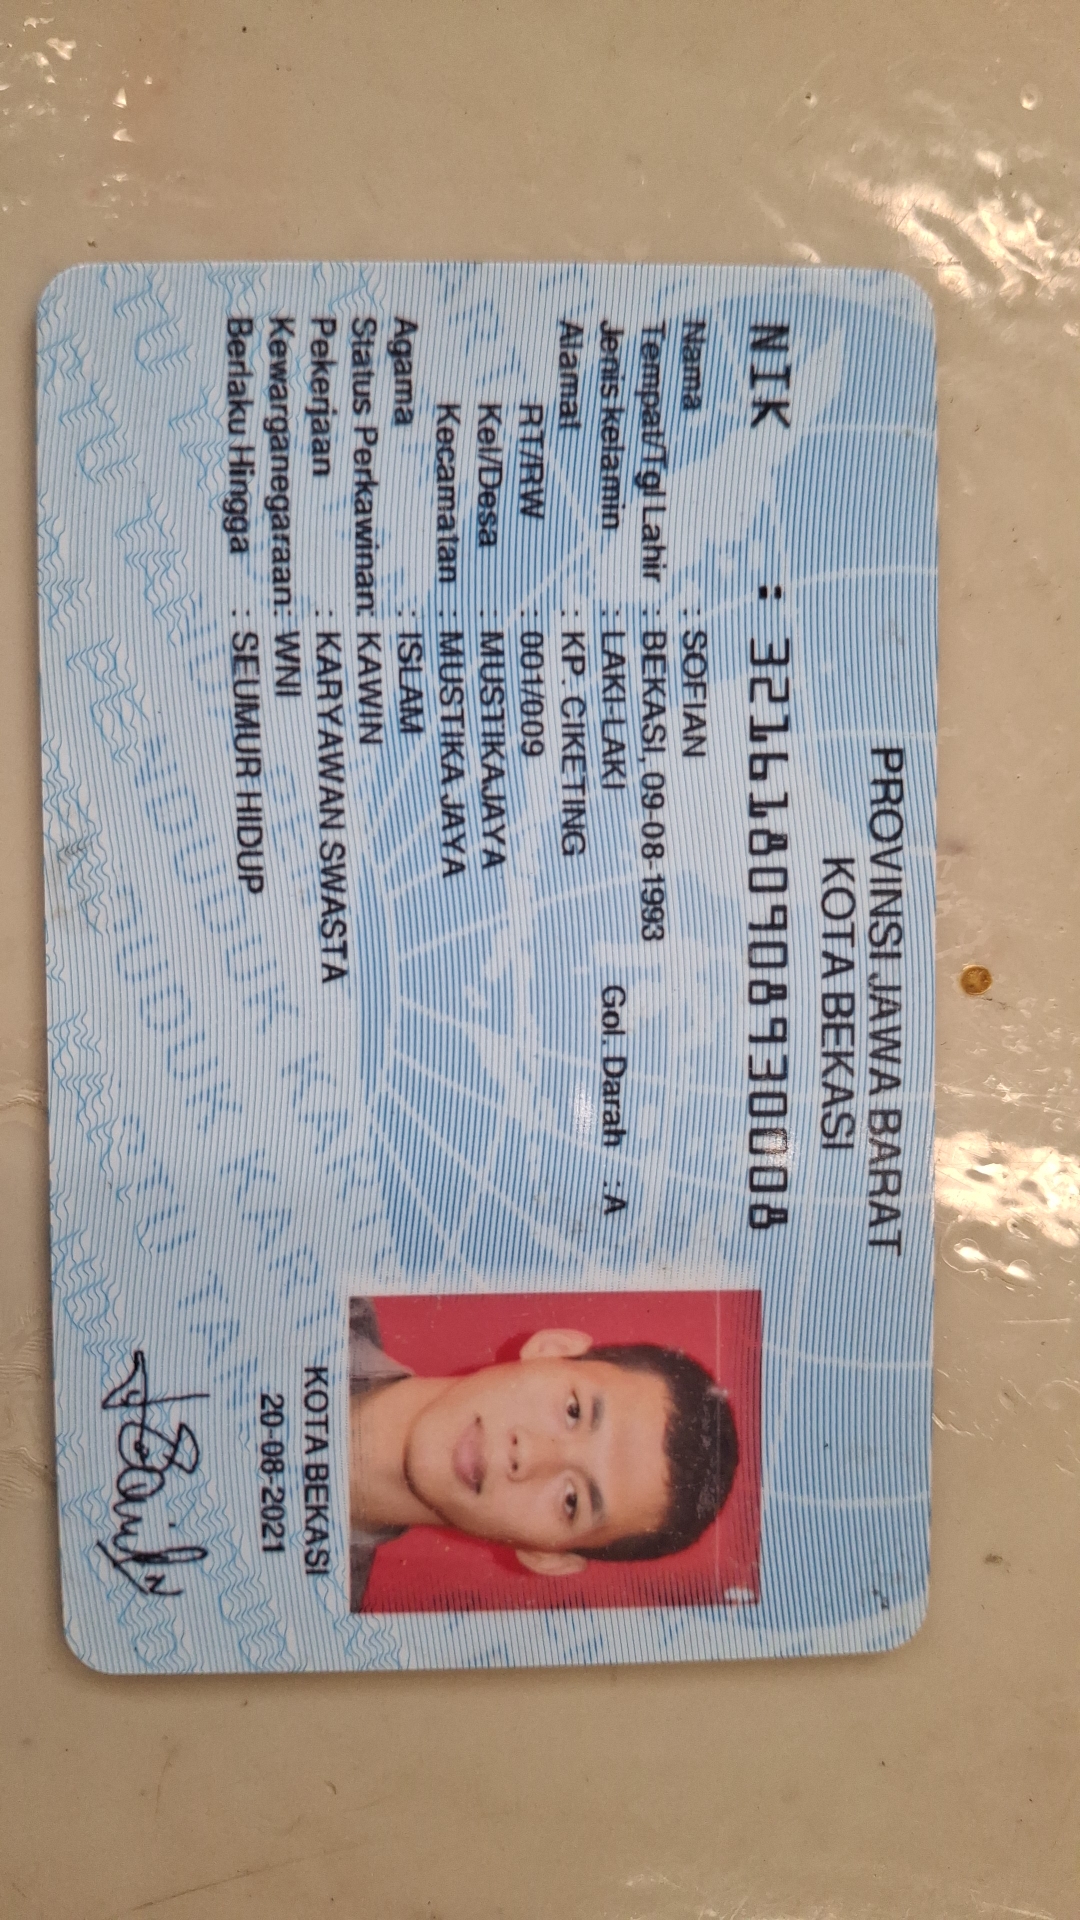 PROVINSI JAWA BARAT
KOTA BEKASI
NIK : 3216180908930008
Nama : SOFIAN
Tempat/Tgl Lahir : BEKASI, 09-08-1993
Jenis kelamin : LAKI-LAKI Gol. Darah : A
Alamat : KP. CIKETING
RT/RW : 001/009
Kel/Desa : MUSTIKAJAYA
Kecamatan : MUSTIKA JAYA
Agama : ISLAM
Status Perkawinan: KAWIN
Pekerjaan : KARYAWAN SWASTA
Kewarganegaraan: WNI
Berlaku Hingga : SEUMUR HIDUP
KOTA BEKASI
20-08-2021